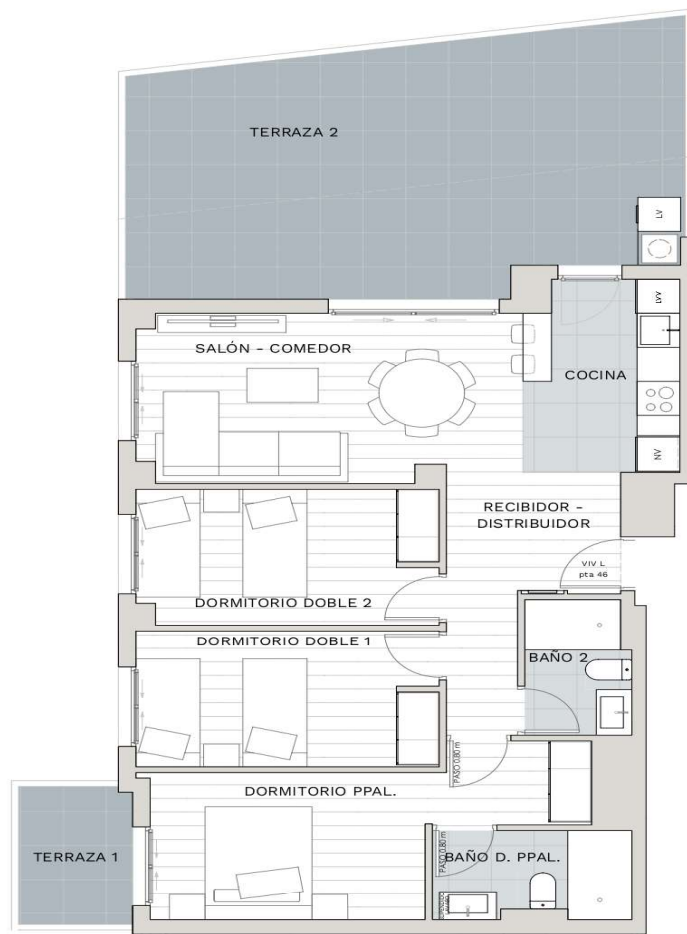 TERRAZA 2
LV
LVV
SALÓN - COMEDOR
COCINA
NV
RECIBIDOR -
DISTRIBUIDOR
VIV L
pta 46
DORMITORIO DOBLE 2
DORMITORIO DOBLE 1
BAÑO 2
PASO 0.80 m
DORMITORIO PPAL.
TERRAZA 1
PASO 0.80 m
BAÑO D. PPAL.